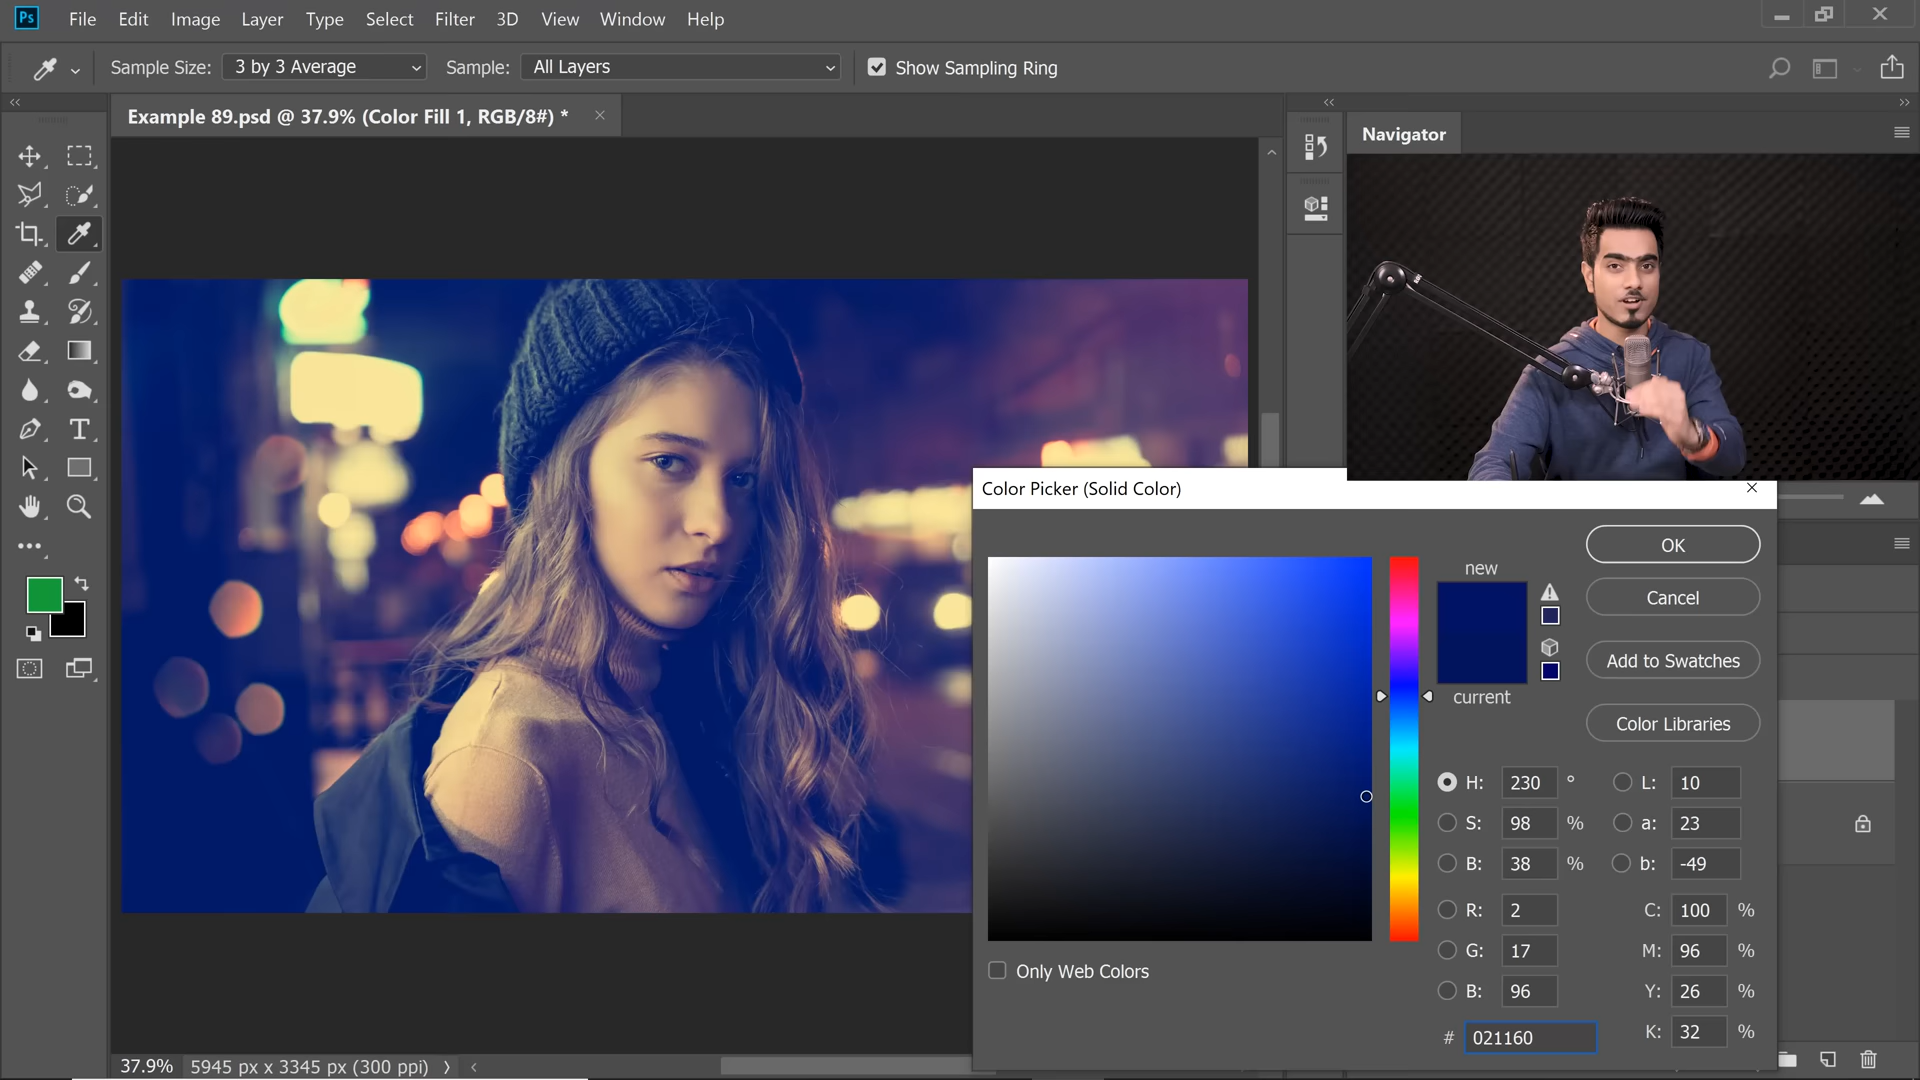 Ps File Edit Image Layer Type Select Filter 3D View Window Help
Sample Size: 3 by 3 Average Sample: All Layers Show Sampling Ring
Example 89.psd @ 37.9% (Color Fill 1, RGB/8#) *
Navigator
Color Picker (Solid Color)
OK
new
Cancel
Add to Swatches
current
Color Libraries
H: 230 ° L: 10
S: 98 % a: 23
B: 38 % b: -49
R: 2 C: 100 %
G: 17 M: 96 %
Only Web Colors
B: 96 Y: 26 %
# 021160 K: 32 %
37.9% 5945 px x 3345 px (300 ppi)